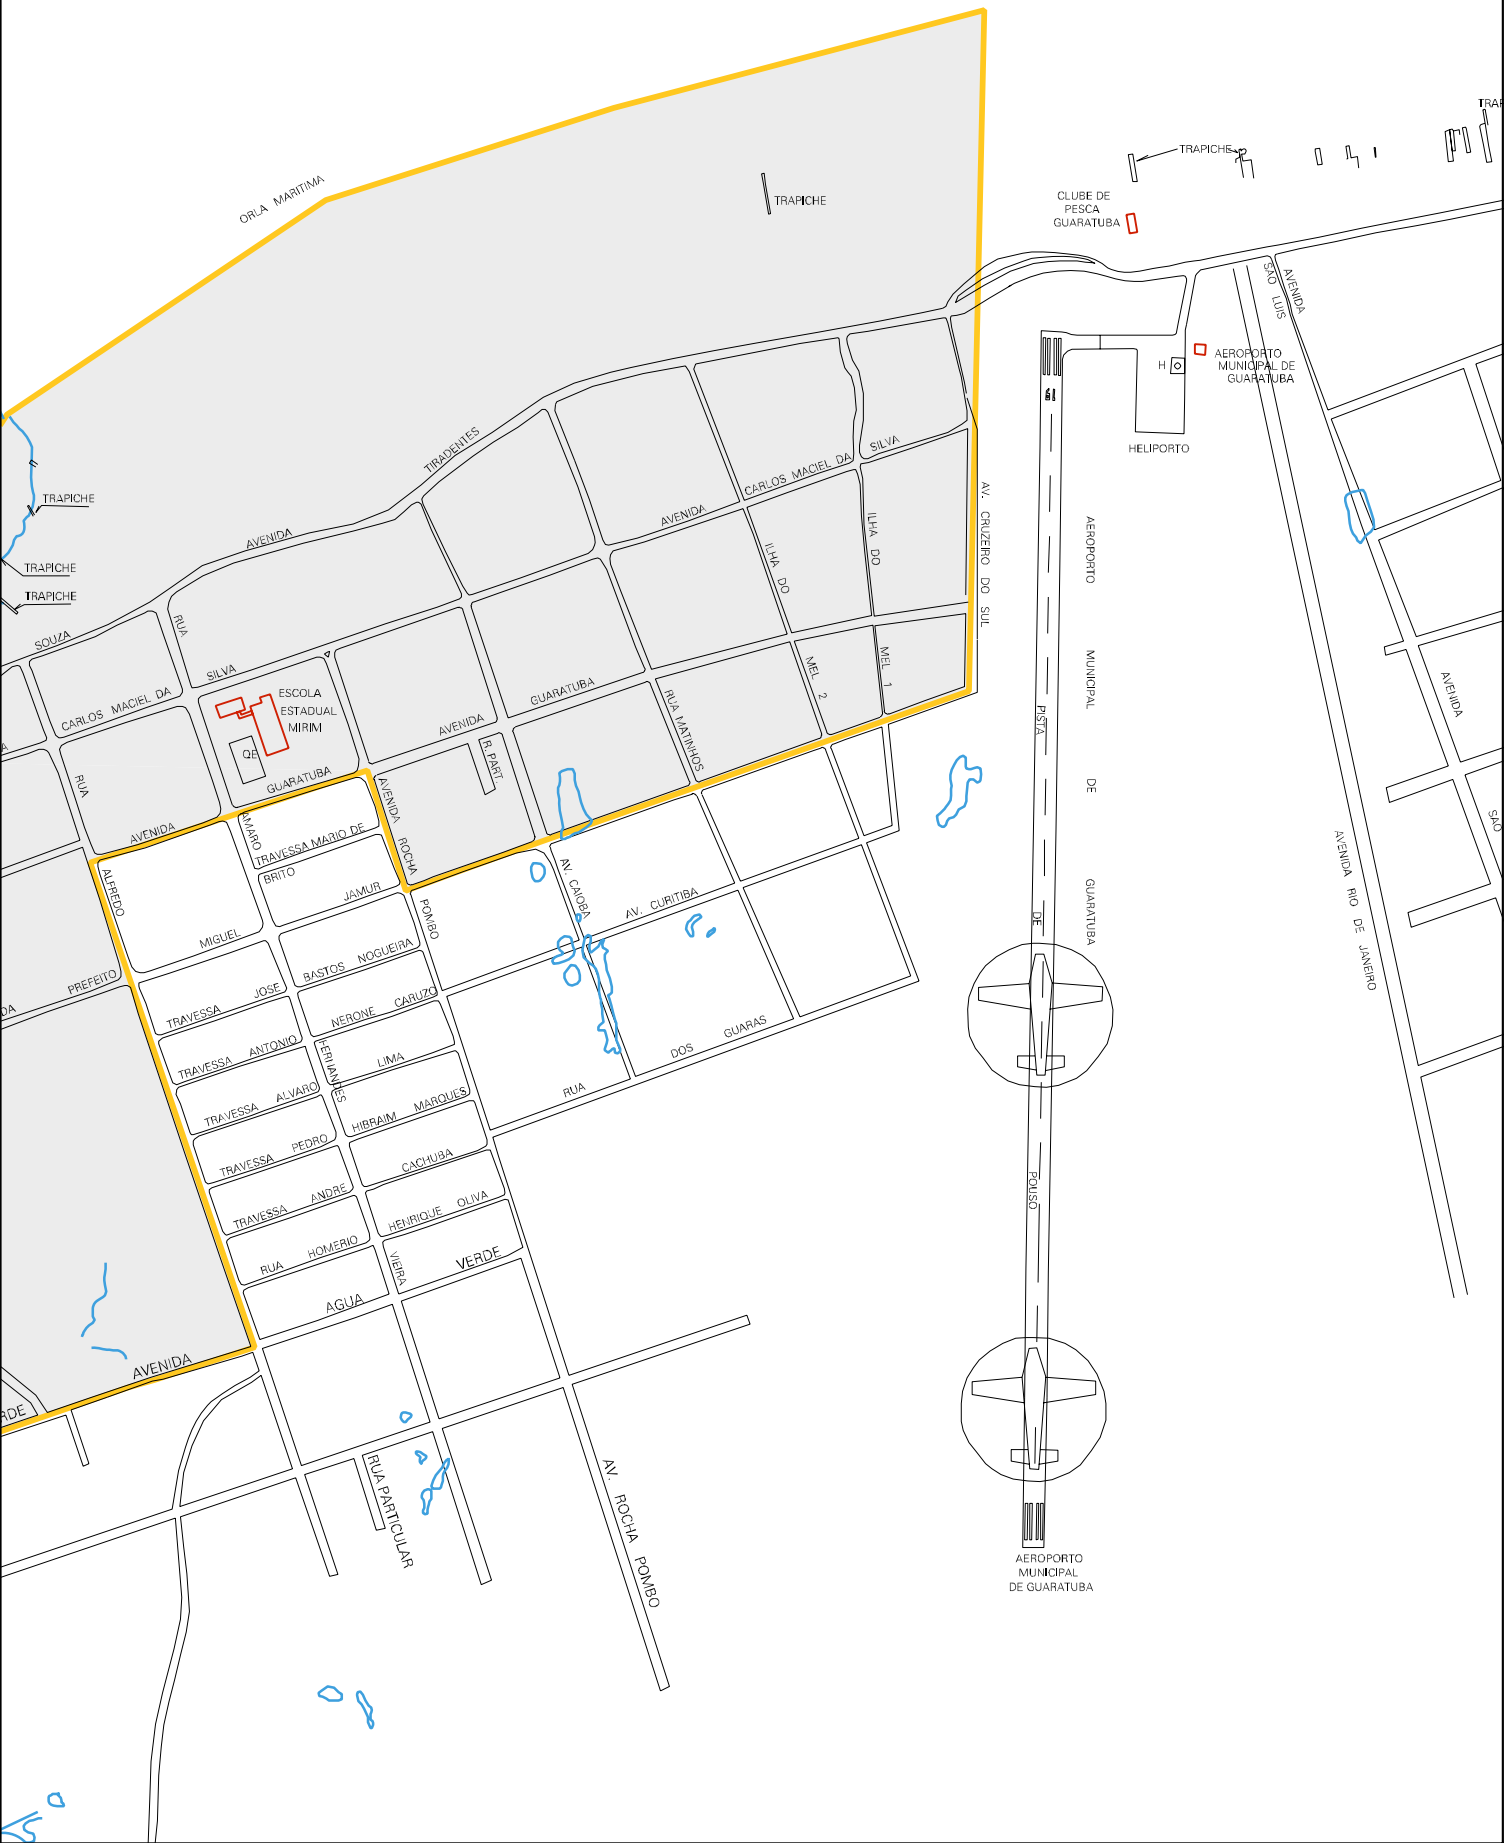 TRAPICHE
CLUBE DE
PESCA
GUARATUBA
ORLA MARITIMA
TRAPICHE
AVENIDA
SAO LUIS
AEROPORTO
MUNICIPAL DE
GUARATUBA
H
HELIPORTO
TIRADENTES
SILVA
CARLOS MACIEL DA
AVENIDA
AVENIDA
ILHA DO
ILHA DO
AV. CRUZEIRO DO SUL
TRAPICHE
TRAPICHE
TRAPICHE
SOUZA
RUA
SILVA
CARLOS MACIEL DA
ESCOLA
ESTADUAL
MIRIM
MEL 2
MEL 1
GUARATUBA
RUA MATINHOS
AVENIDA
R. PART.
GUARATUBA
RUA
AVENIDA
AMARO
TRAVESSA MARIO DE
BRITO
JAMUR
AVENIDA ROCHA
POMBO
ALFREDO
AV. CAIOBA
AV. CURITIBA
MIGUEL
BASTOS NOGUEIRA
PREFEITO
DA
TRAVESSA JOSE
NERONE CARUZO
TRAVESSA ANTONIO
LIMA
TRAVESSA ALVARO
HIBRAIM MARQUES
TRAVESSA PEDRO
CACHUBA
TRAVESSA ANDRE
HENRIQUE OLIVA
RUA HOMERIO
VIEIRA
VERDE
AGUA
AVENIDA
RUA DOS GUARAS
AEROPORTO MUNICIPAL DE GUARATUBA
PISTA DE POUSO
AVENIDA
SAO
AVENIDA RIO DE JANEIRO
RUA PARTICULAR
AV. ROCHA POMBO
AEROPORTO
MUNICIPAL
DE GUARATUBA